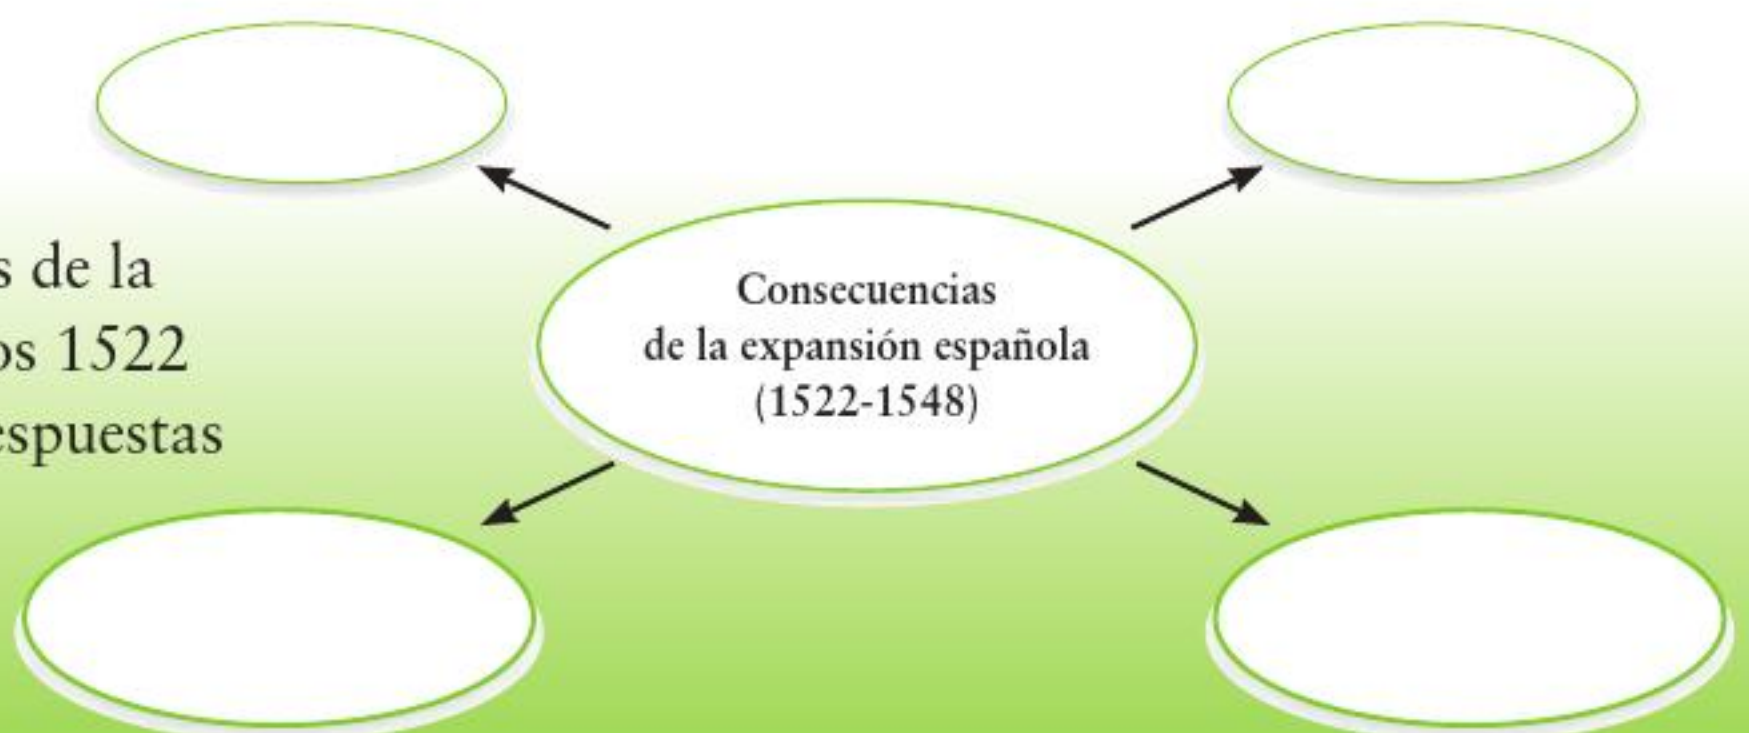 s de la
os 1522
espuestas
Consecuencias
de la expansión española
(1522-1548)